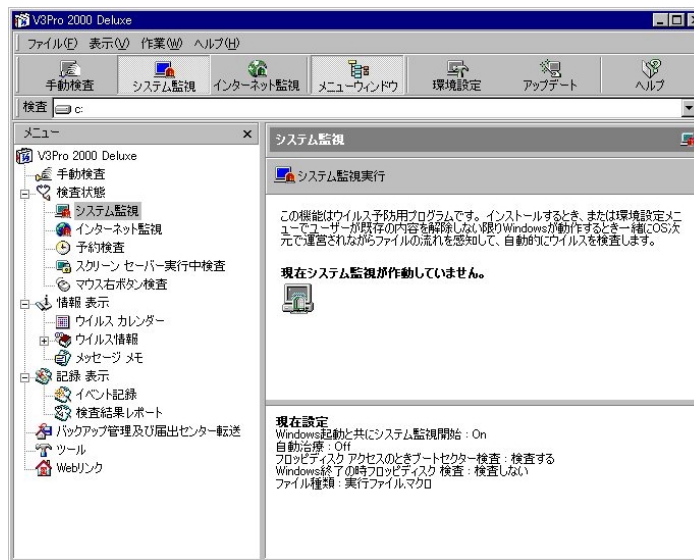 V3Pro 2000 Deluxe
ファイル(F) 表示(V) 作業(W) ヘルプ(H)
手動検査 システム監視 インターネット監視 メニューウィンドウ 環境設定 アップデート ヘルプ
検査 c:
メニュー
V3Pro 2000 Deluxe
手動検査
検査状態
システム監視
インターネット監視
予約検査
スクリーン セーバー実行中検査
マウス右ボタン検査
情報 表示
ウイルス カレンダー
ウイルス情報
メッセージ メモ
記録 表示
イベント記録
検査結果レポート
バックアップ管理及び届出センター転送
ツール
Webリンク
システム監視
システム監視実行
この機能はウイルス予防用プログラムです。インストールするとき、または環境設定メニ
ューでユーザーが既存の内容を解除しない限りWindowsが動作するとき一緒にOS次
元で運営されながらファイルの流れを感知して、自動的にウイルスを検査します。
現在システム監視が作動していません。
現在設定
Windows起動と共にシステム監視開始 : On
自動治療 : Off
フロッピディスク アクセスのときブートセクター検査 : 検査する
Windows終了の時フロッピディスク 検査 : 検査しない
ファイル種類 : 実行ファイル,マクロ